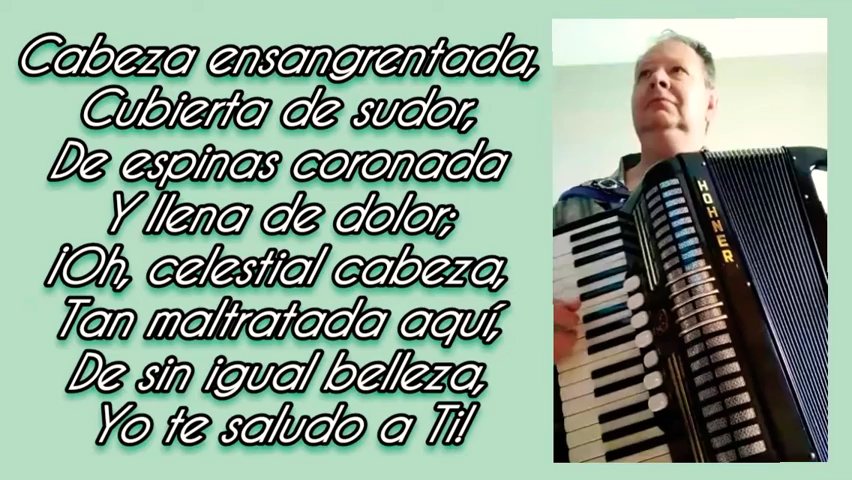 Cabeza ensangrentada,
Cubierta de sudor,
De espinas coronada
Y llena de dolor;
¡Oh, celestial cabeza,
Tan maltratada aquí,
De sin igual belleza,
Yo te saludo a Ti!
HOHNER